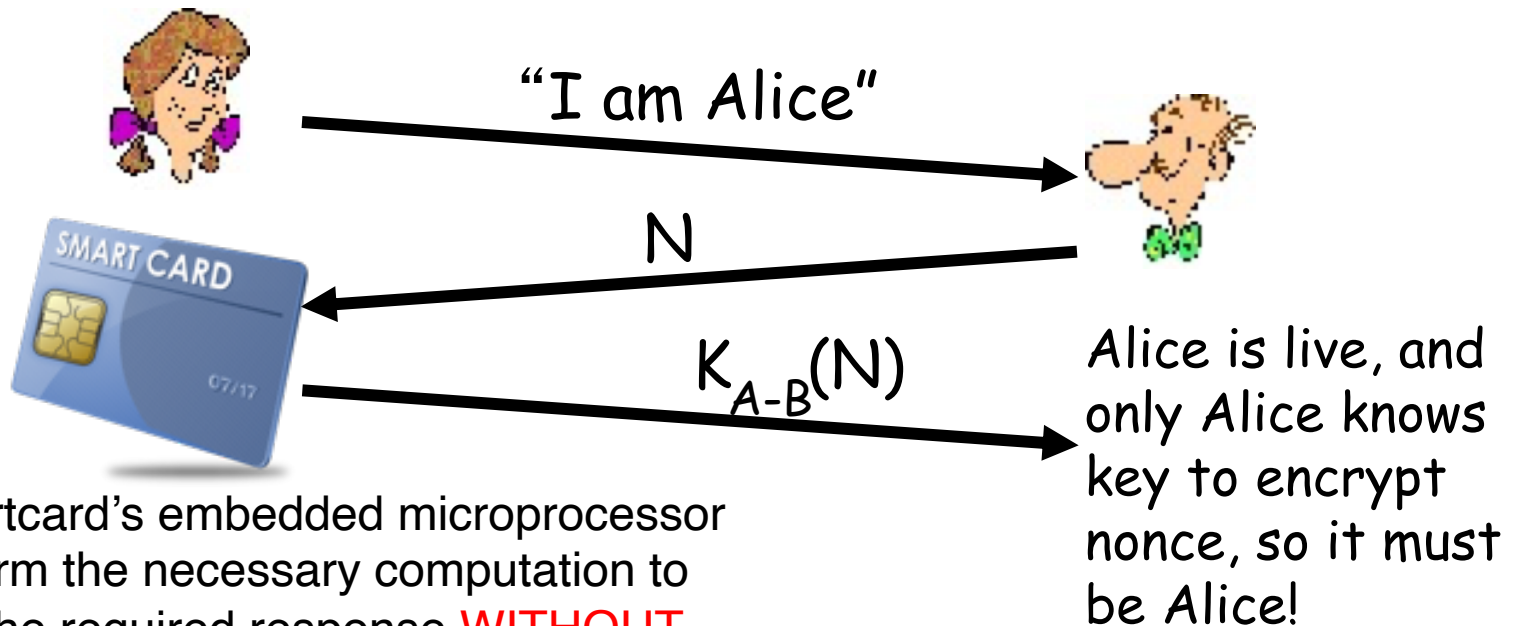 “I am Alice”
N
SMART CARD
07/17
K_A-B(N)
Alice is live, and
only Alice knows
key to encrypt
nonce, so it must
be Alice!
rtcard’s embedded microprocessor
rm the necessary computation to
he required response WITHOUT